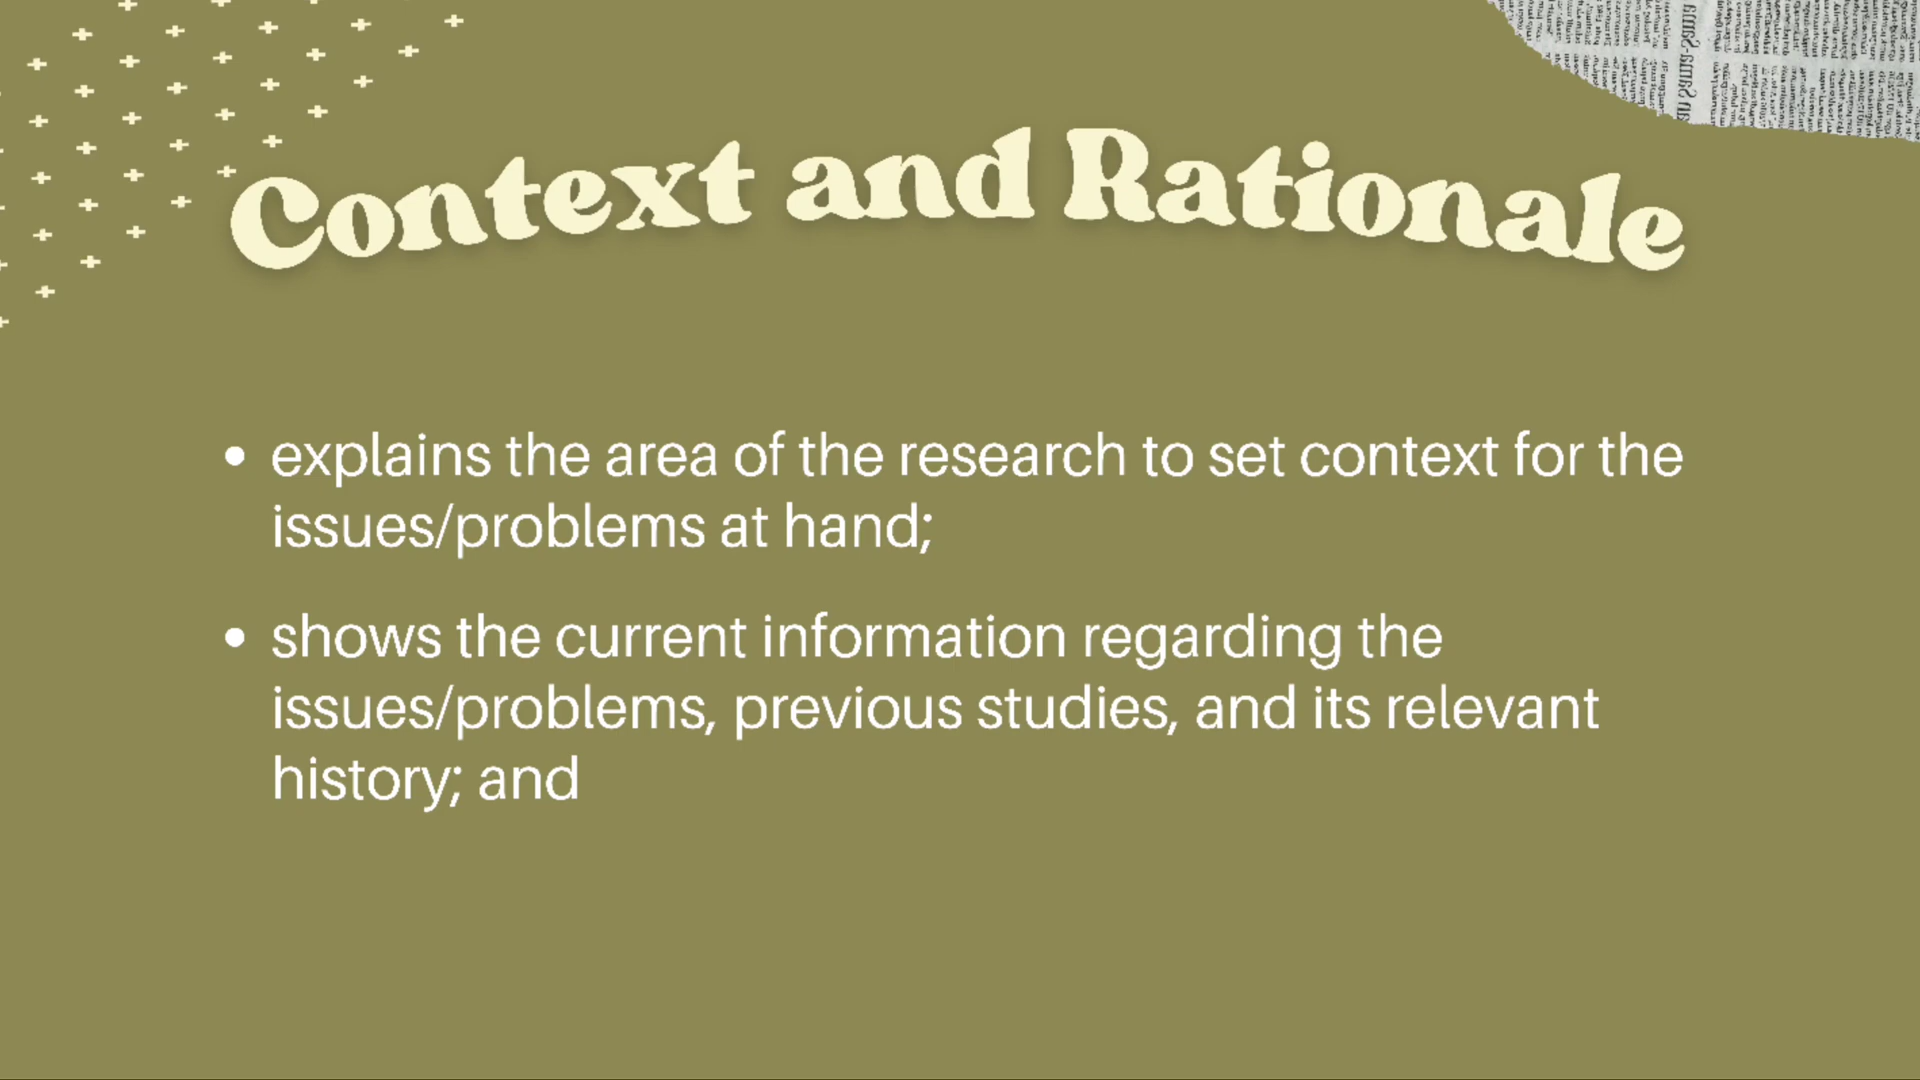 Context and Rationale
• explains the area of the research to set context for the
issues/problems at hand;
• shows the current information regarding the
issues/problems, previous studies, and its relevant
history; and